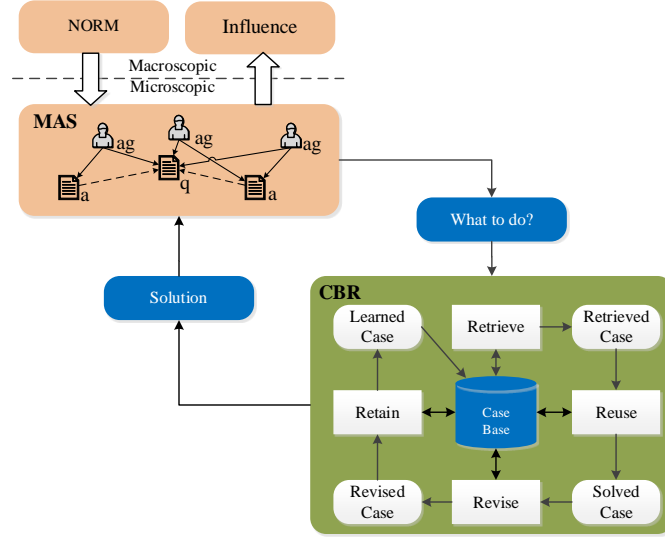 NORM
Influence
Macroscopic
Microscopic
MAS
ag
ag
ag
a
q
a
What to do?
Solution
CBR
Learned
Case
Retrieve
Retrieved
Case
Retain
Case
Base
Reuse
Revised
Case
Revise
Solved
Case